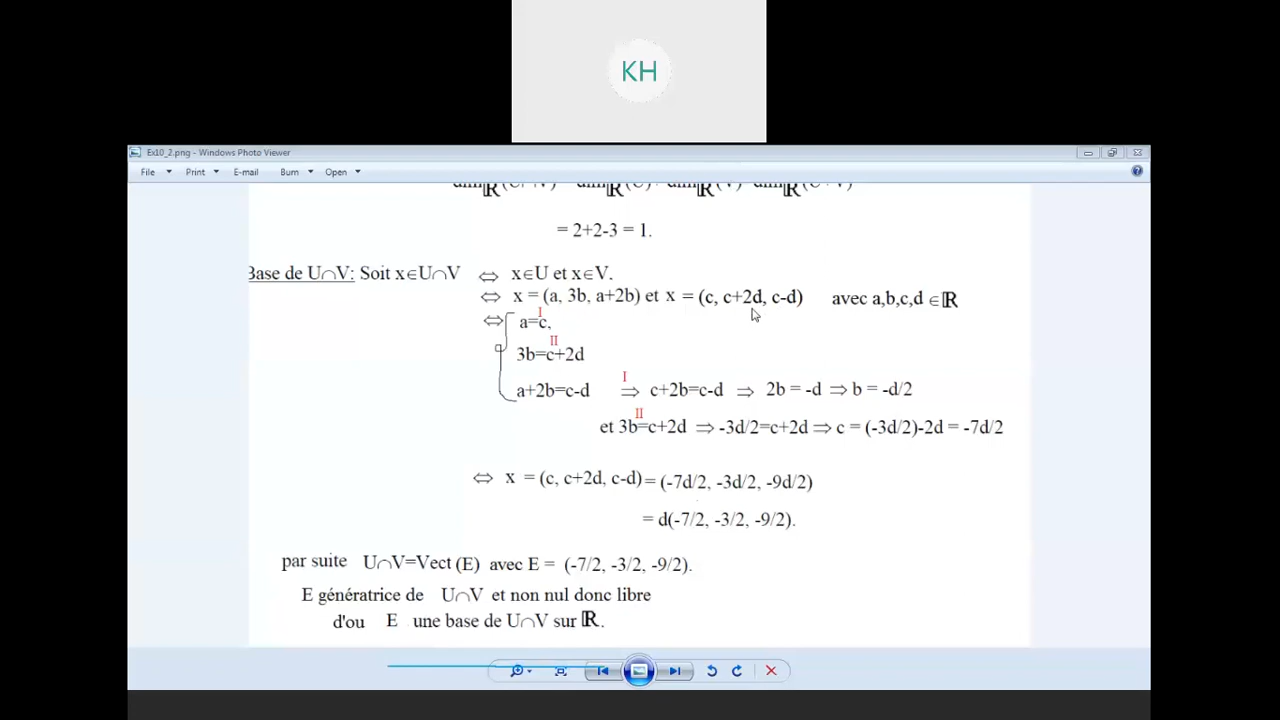 KH
Ex10_2.png - Windows Photo Viewer
File Print E-mail Burn Open
= 2+2-3 = 1.
Base de U∩V: Soit x∈U∩V ⇔ x∈U et x∈V.
⇔ x = (a, 3b, a+2b) et x = (c, c+2d, c-d) avec a,b,c,d ∈ℝ
⇔ a=c, I
3b=c+2d II
a+2b=c-d I ⇒ c+2b=c-d ⇒ 2b = -d ⇒ b = -d/2
et 3b=c+2d II ⇒ -3d/2=c+2d ⇒ c = (-3d/2)-2d = -7d/2
⇔ x = (c, c+2d, c-d) = (-7d/2, -3d/2, -9d/2)
= d(-7/2, -3/2, -9/2).
par suite U∩V=Vect (E) avec E = (-7/2, -3/2, -9/2).
E génératrice de U∩V et non nul donc libre
d'ou E une base de U∩V sur ℝ.